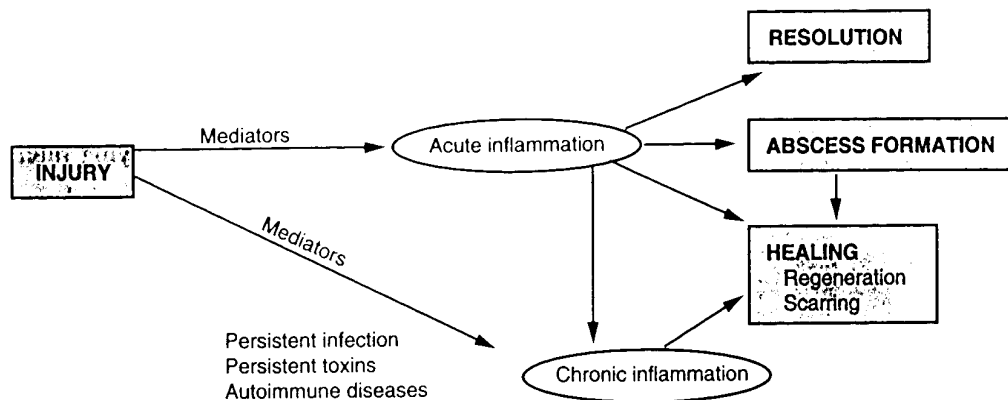 RESOLUTION
Mediators
Acute inflammation
ABSCESS FORMATION
INJURY
Mediators
HEALING
Regeneration
Scarring
Persistent infection
Persistent toxins
Autoimmune diseases
Chronic inflammation